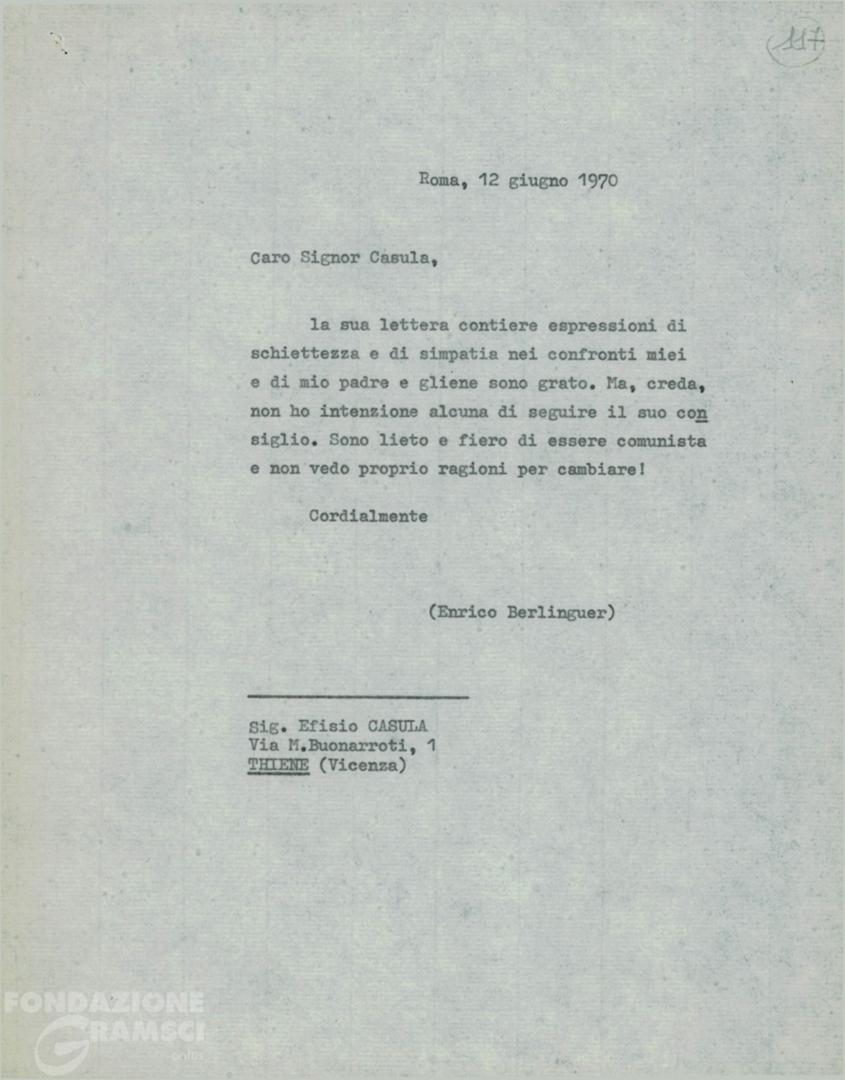 117
Roma, 12 giugno 1970
Caro Signor Casula,
la sua lettera contiere espressioni di
schiettezza e di simpatia nei confronti miei
e di mio padre e gliene sono grato. Ma, creda,
non ho intenzione alcuna di seguire il suo con
siglio. Sono lieto e fiero di essere comunista
e non vedo proprio ragioni per cambiare!
Cordialmente
(Enrico Berlinguer)
Sig. Efisio CASULA
Via M.Buonarroti, 1
THIENE (Vicenza)
FONDAZIONE
GRAMSCI
onlus